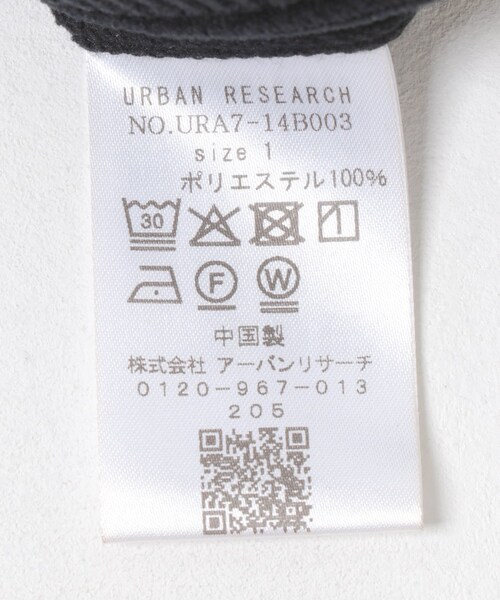 URBAN RESEARCH
NO.URA7-14B003
size 1
ポリエステル100%
30
F W
中国製
株式会社 アーバンリサーチ
0120-967-013
205